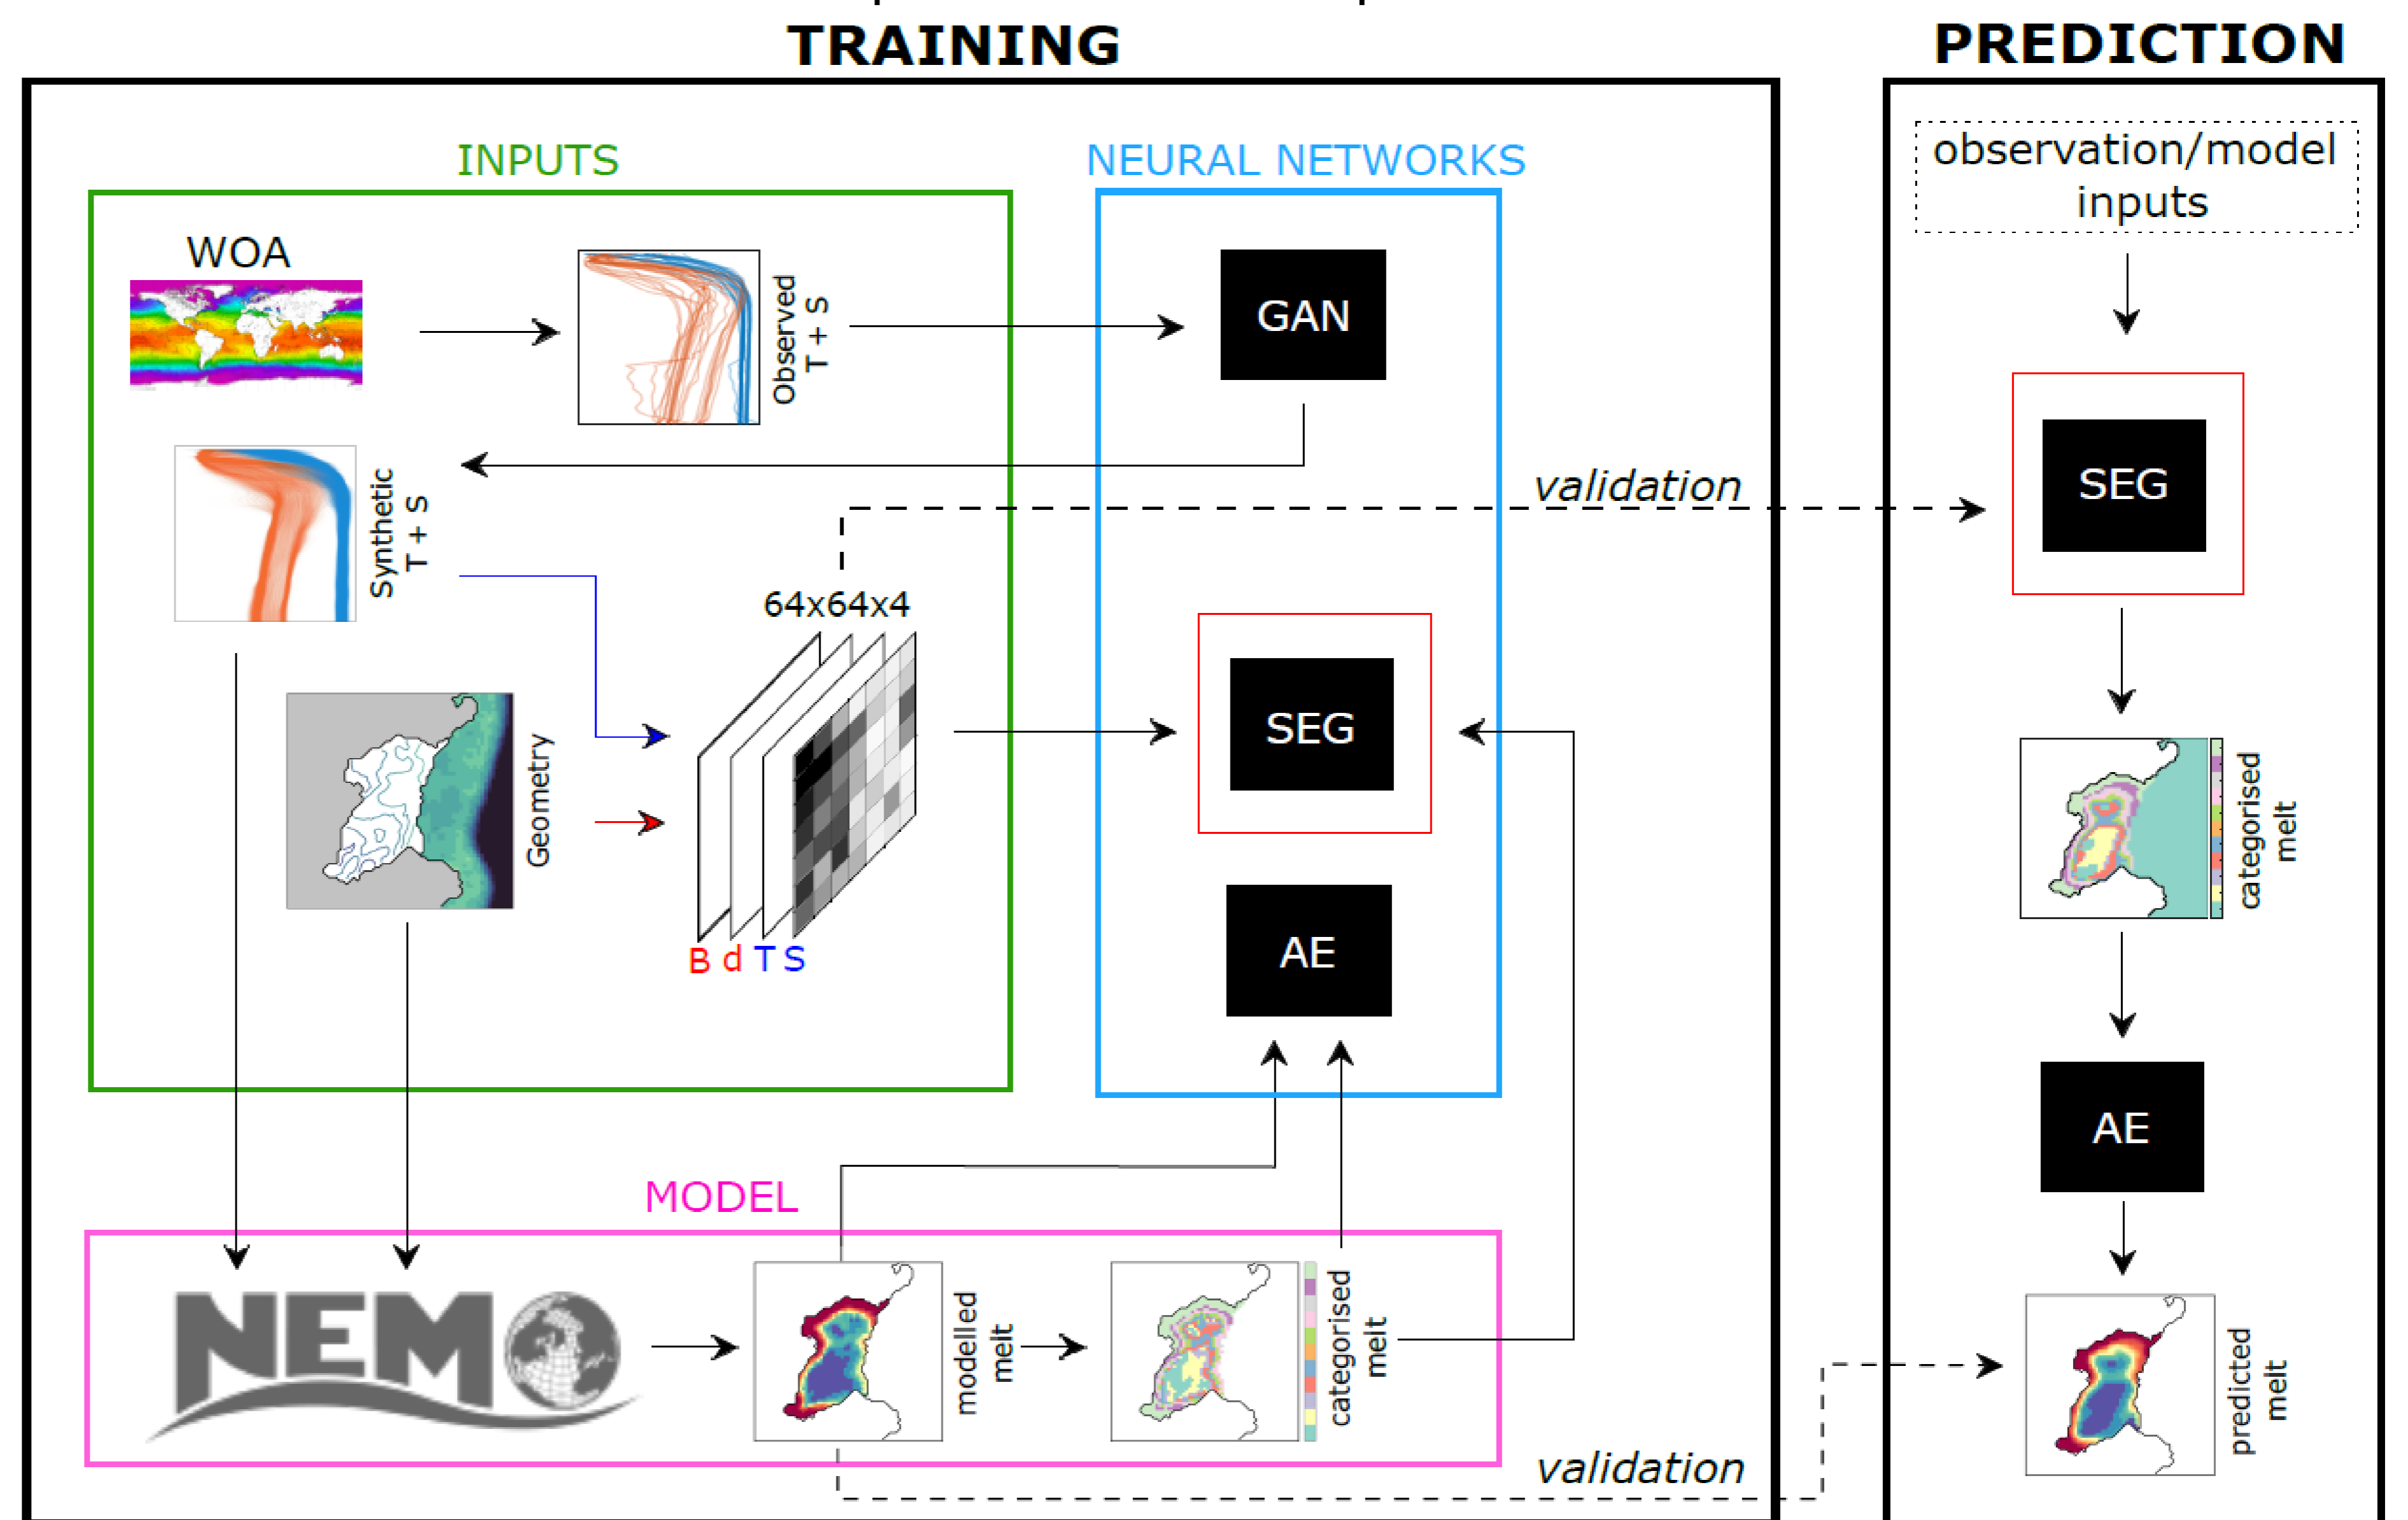 TRAINING
PREDICTION
INPUTS
NEURAL NETWORKS
observation/model
inputs
WOA
Observed
T + S
GAN
Synthetic
T + S
validation
SEG
64x64x4
SEG
Geometry
categorised
melt
B d T S
AE
AE
MODEL
NEMO
modelled
melt
categorised
melt
predicted
melt
validation